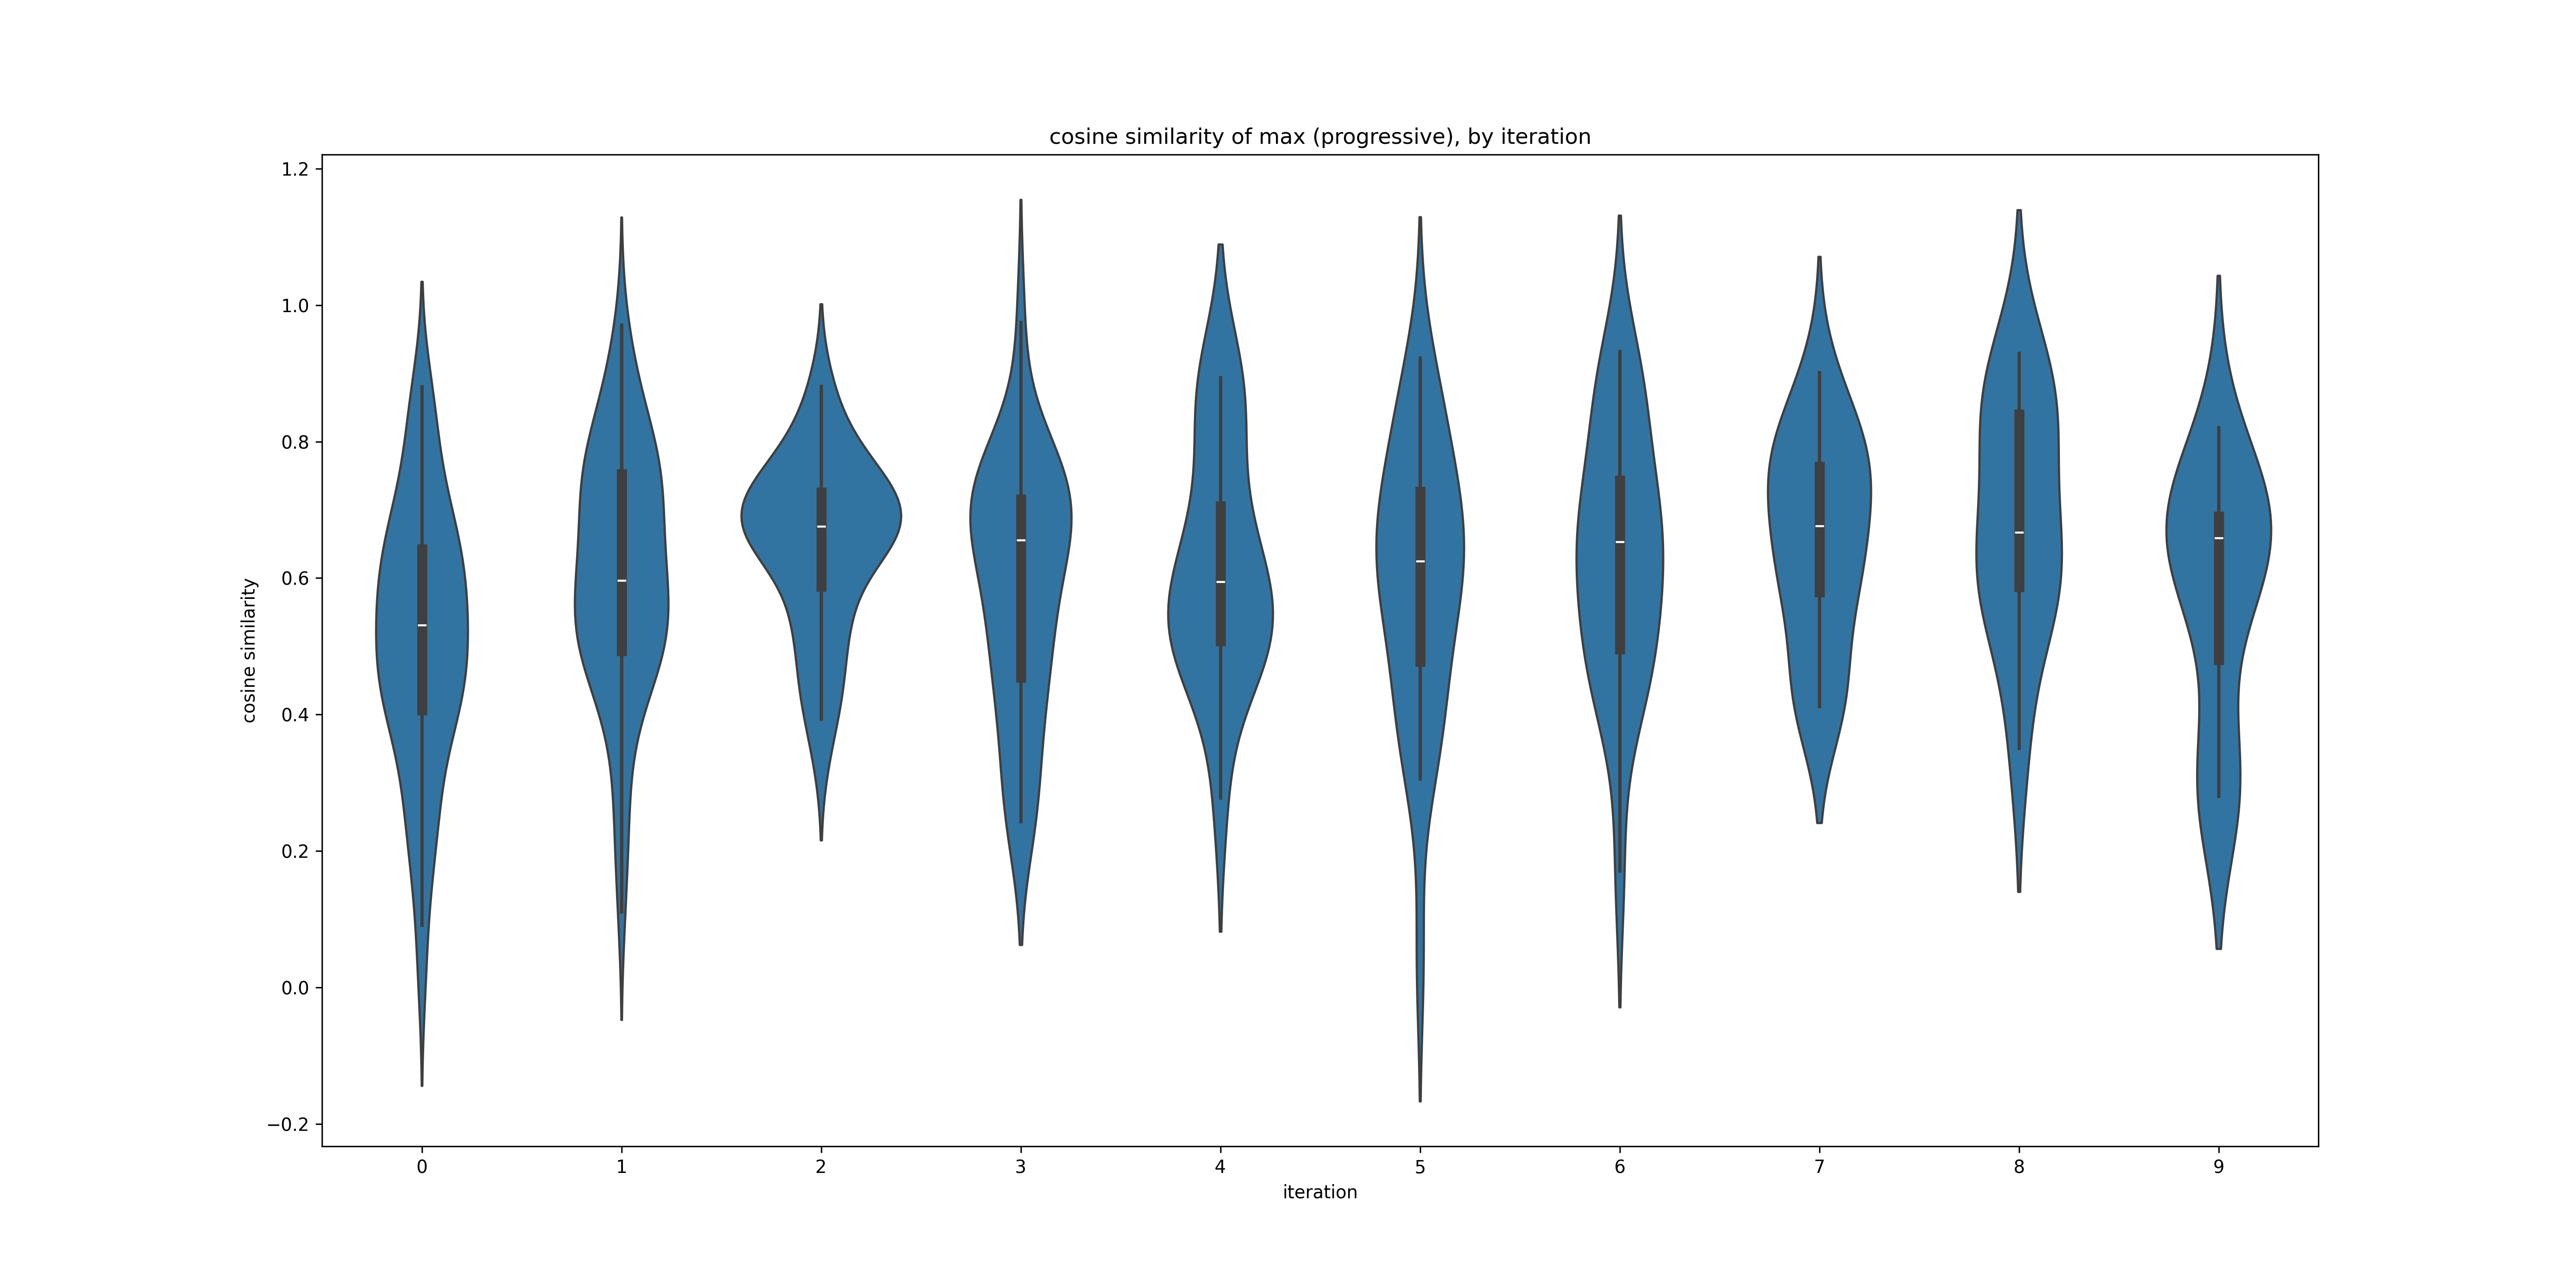 cosine similarity of max (progressive), by iteration
cosine similarity
1.2
1.0
0.8
0.6
0.4
0.2
0.0
−0.2
0 1 2 3 4 5 6 7 8 9
iteration